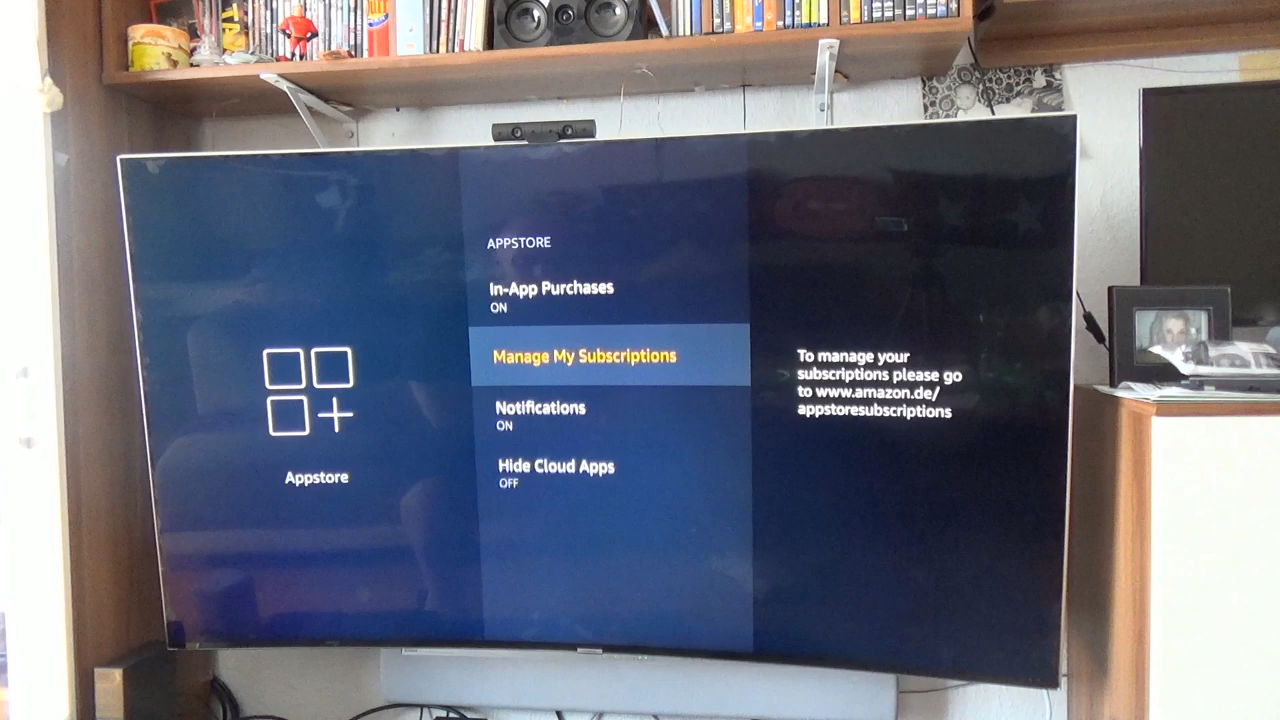 APPSTORE
In-App Purchases
ON
Manage My Subscriptions
Notifications
ON
Hide Cloud Apps
OFF
Appstore
To manage your
subscriptions please go
to www.amazon.de/
appstoresubscriptions